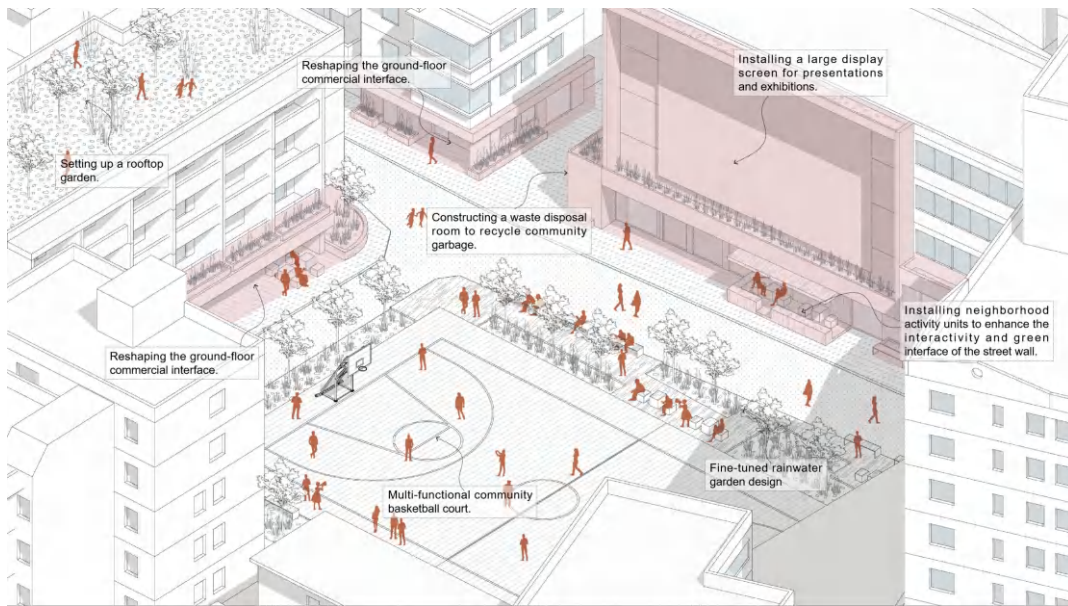 Reshaping the ground-floor
commercial interface.
Installing a large display
screen for presentations
and exhibitions.
Setting up a rooftop
garden.
Constructing a waste disposal
room to recycle community
garbage.
Installing neighborhood
activity units to enhance the
interactivity and green
interface of the street wall.
Reshaping the ground-floor
commercial interface.
Fine-tuned rainwater
garden design
Multi-functional community
basketball court.